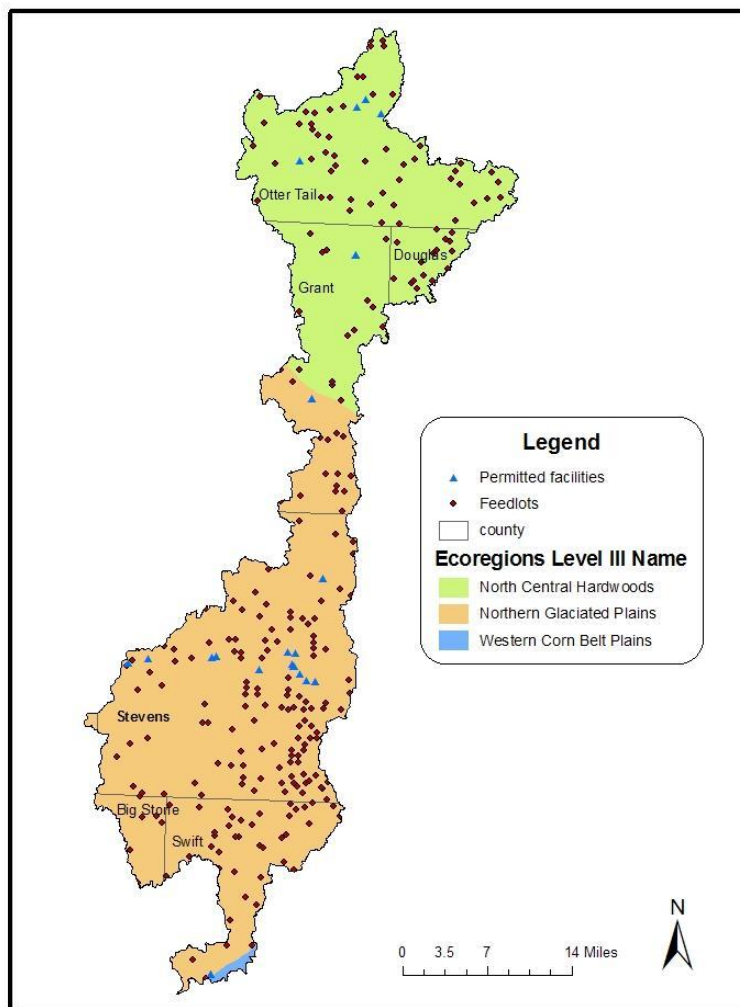 Otter Tail
Douglas
Grant
Legend
Permitted facilities
Feedlots
county
Ecoregions Level III Name
North Central Hardwoods
Northern Glaciated Plains
Western Corn Belt Plains
Stevens
Big Stone
Swift
N
0 3.5 7 14 Miles